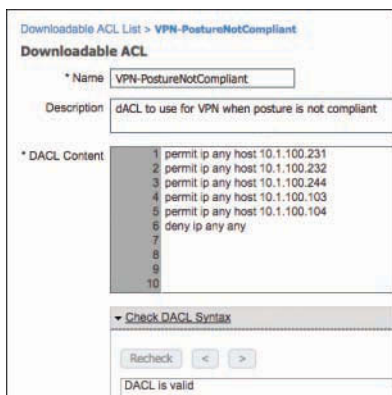 Downloadable ACL List > VPN-PostureNotCompliant
Downloadable ACL
* Name VPN-PostureNotCompliant
Description dACL to use for VPN when posture is not compliant
* DACL Content
1 permit ip any host 10.1.100.231
2 permit ip any host 10.1.100.232
3 permit ip any host 10.1.100.244
4 permit ip any host 10.1.100.103
5 permit ip any host 10.1.100.104
6 deny ip any any
7
8
9
10
Check DACL Syntax
Recheck < >
DACL is valid